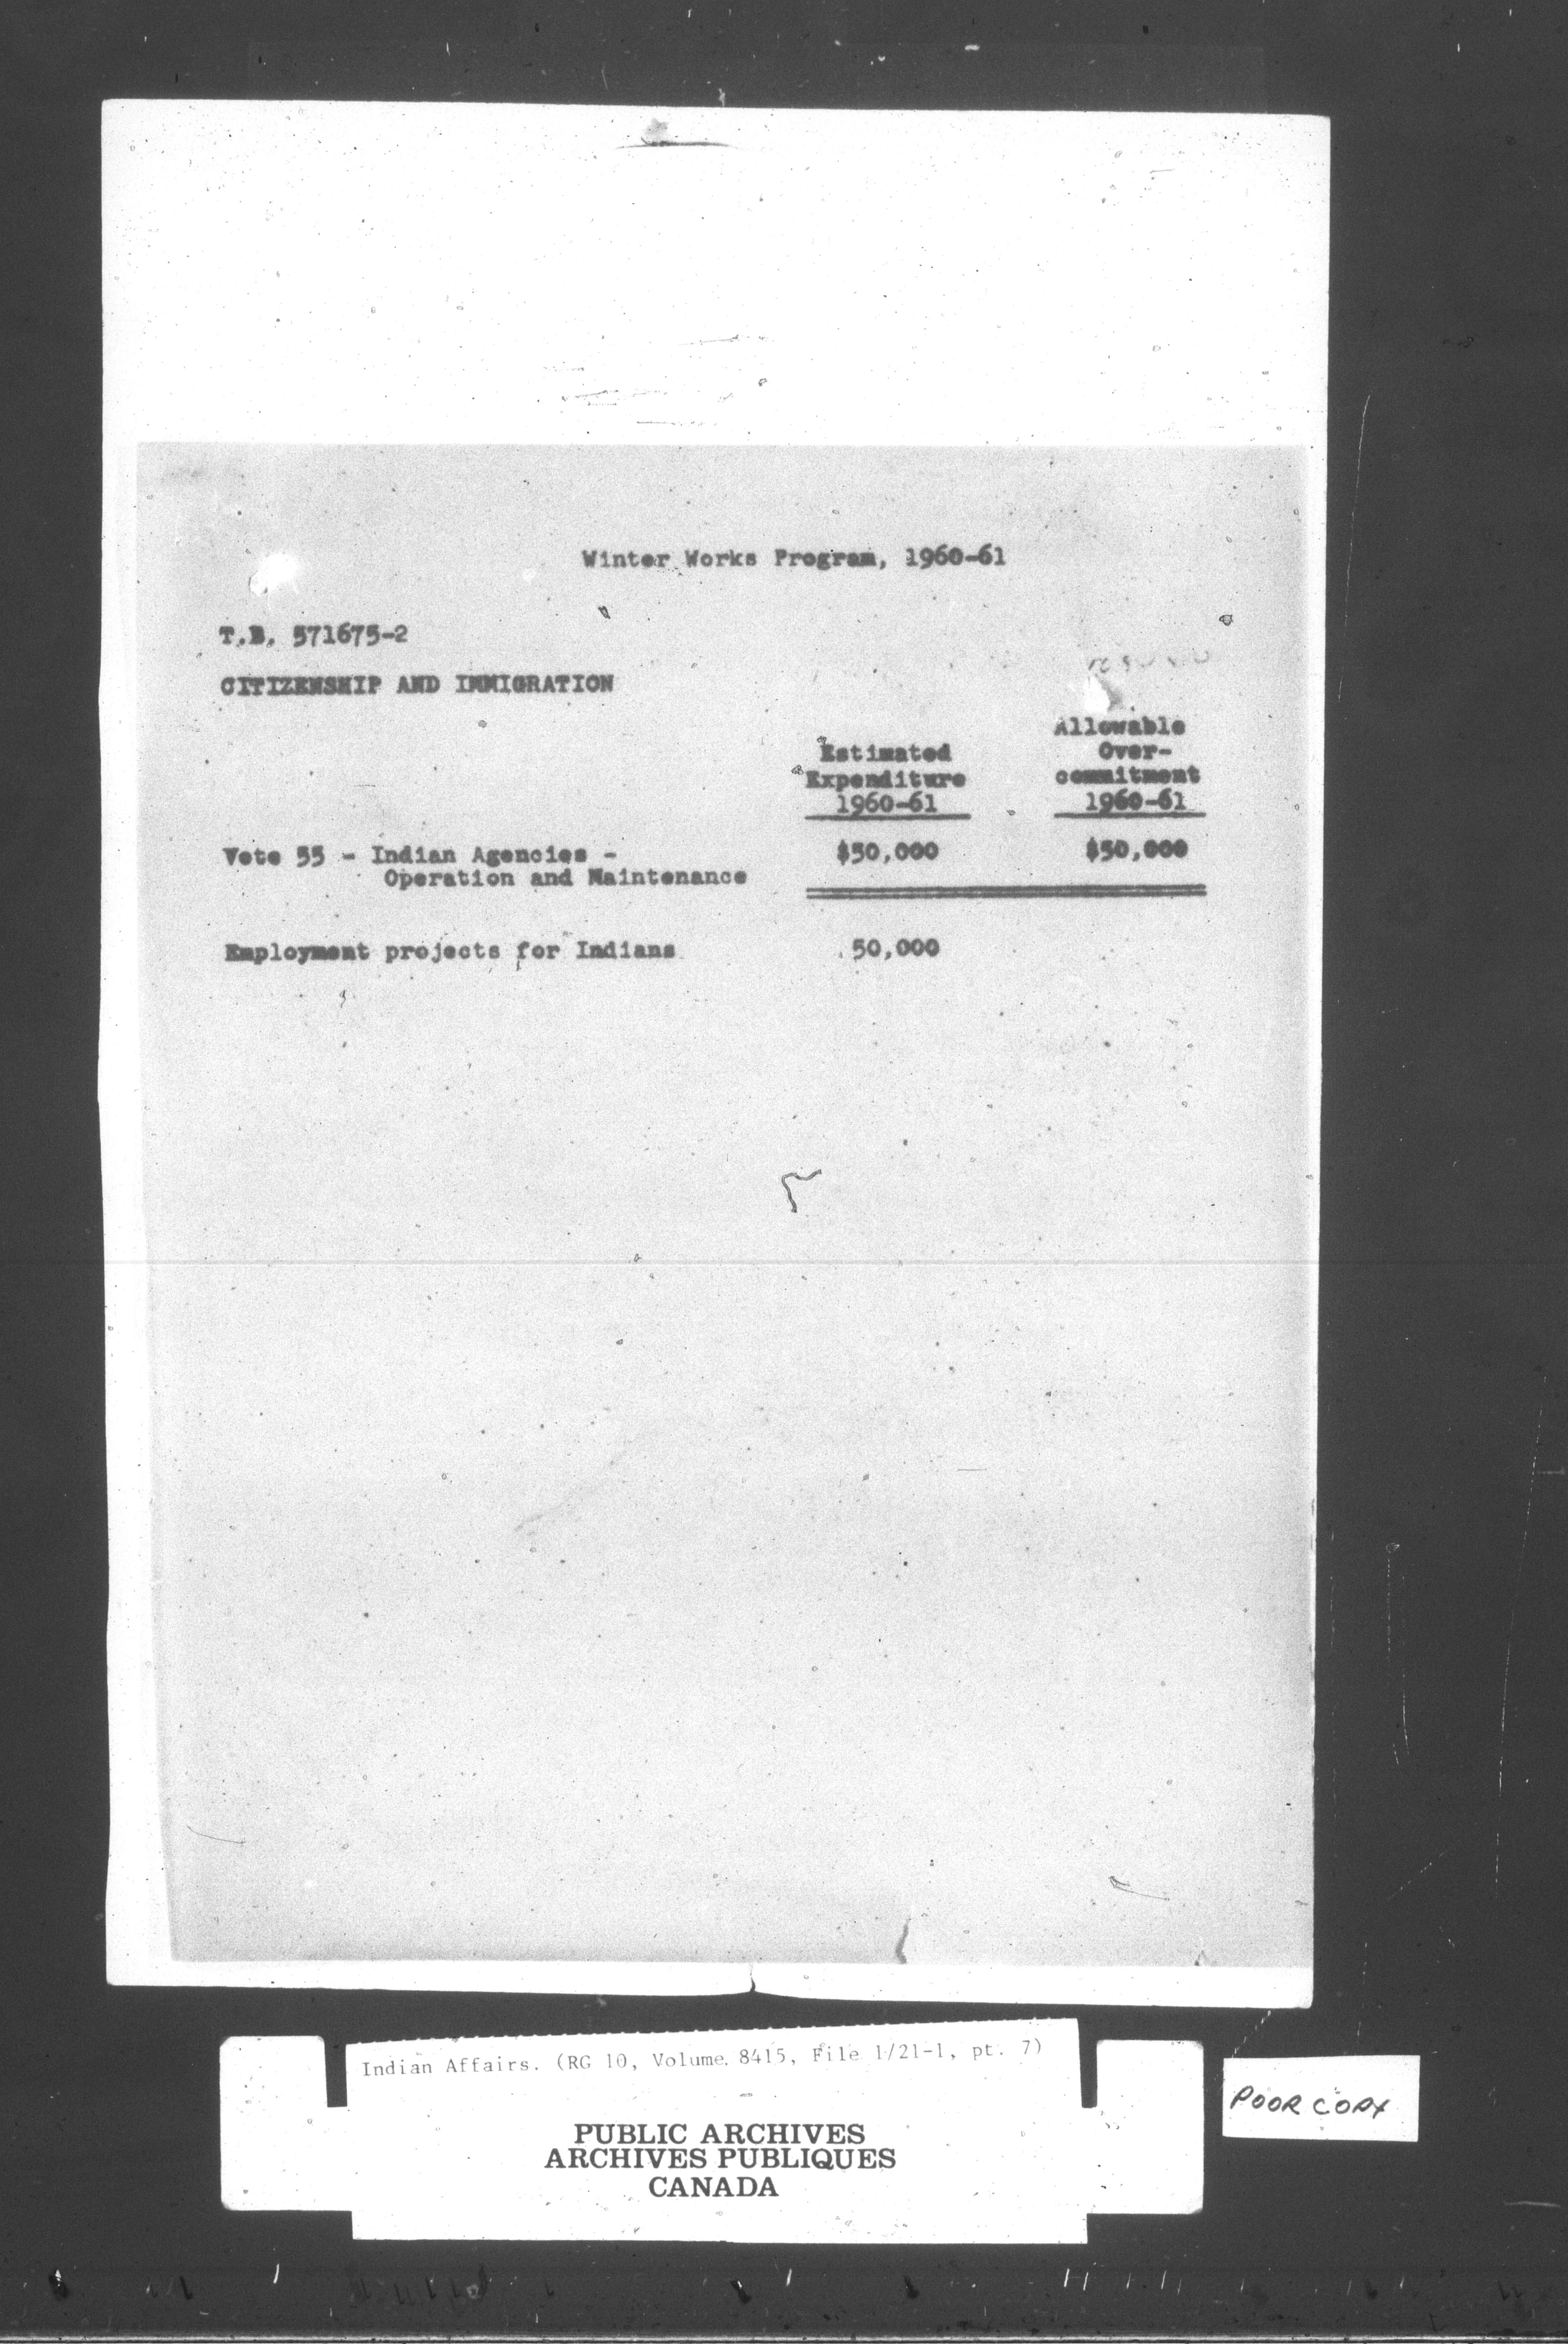 Winter Works Program, 1960-61
T.B. 571675-2
CITIZENSHIP AND IMMIGRATION
Estimated Expenditure 1960-61
Allowable Over-commitment 1960-61
Vote 55 - Indian Agencies - $50,000 $50,000
Operation and Maintenance
Employment projects for Indians 50,000
Indian Affairs. (RG 10, Volume 8415, File 1/21-1, pt. 7)
PUBLIC ARCHIVES
ARCHIVES PUBLIQUES
CANADA
POOR COPY